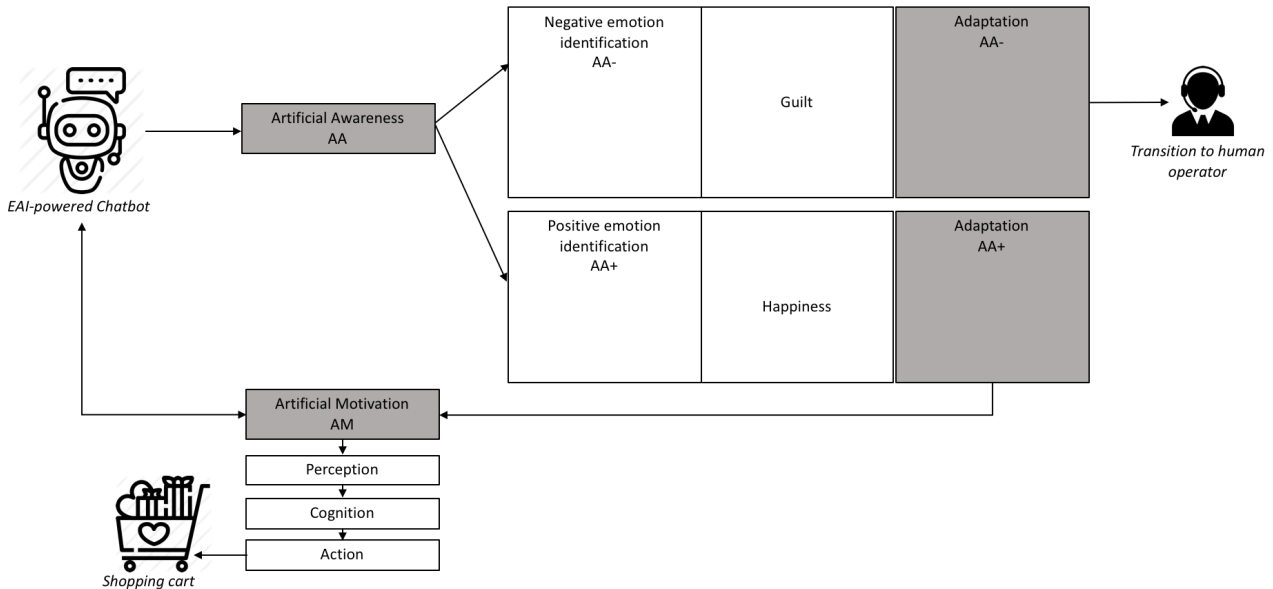 EAI-powered Chatbot
Artificial Awareness
AA
Negative emotion
identification
AA-
Guilt
Adaptation
AA-
Transition to human
operator
Positive emotion
identification
AA+
Happiness
Adaptation
AA+
Artificial Motivation
AM
Perception
Cognition
Action
Shopping cart